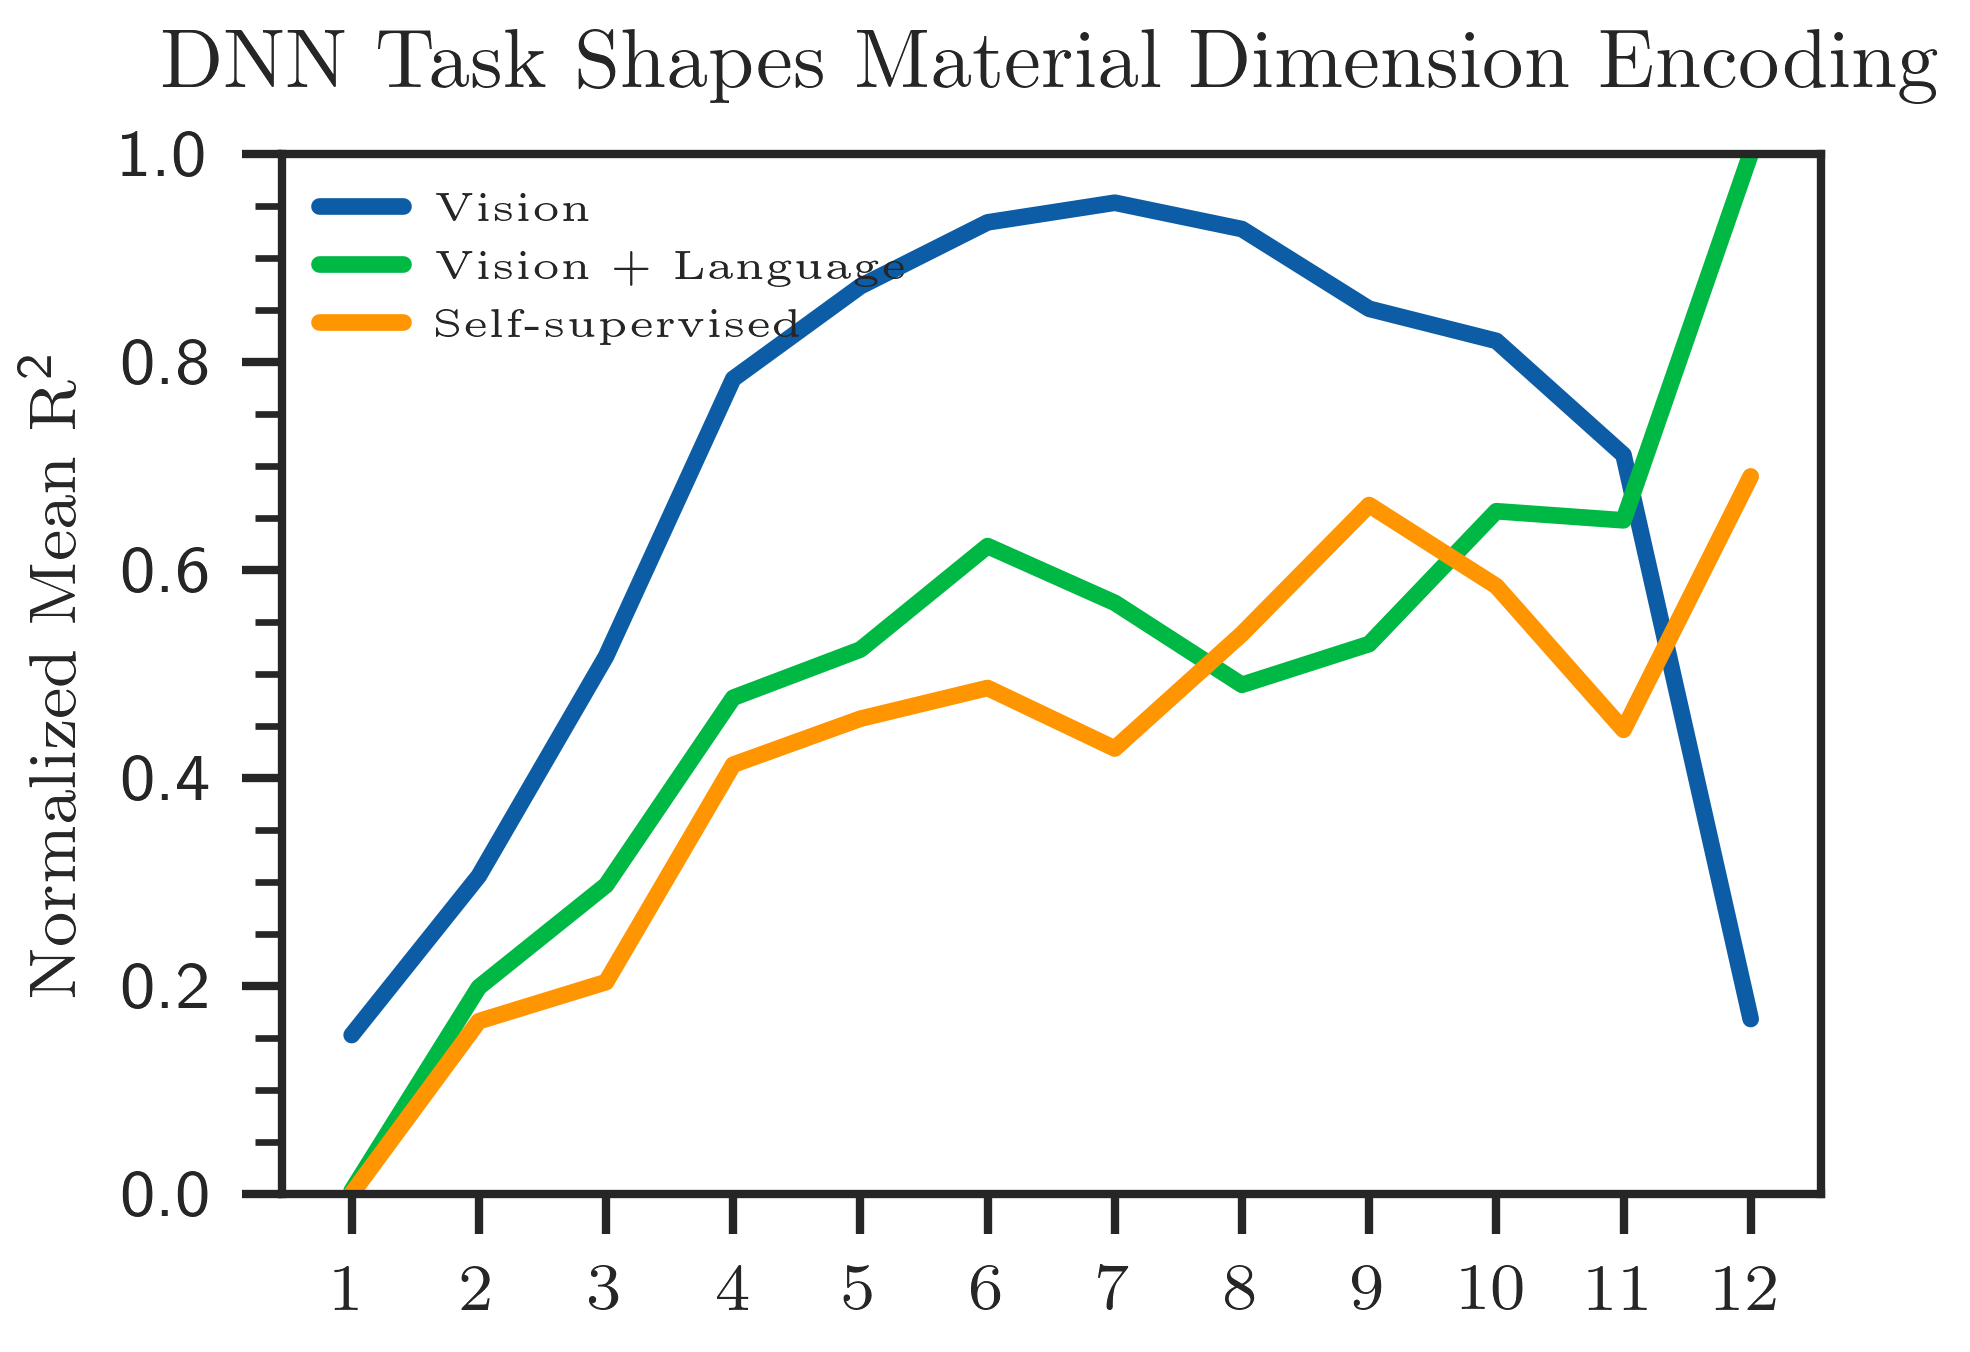 DNN Task Shapes Material Dimension Encoding
Normalized Mean R²
1.0
0.8
0.6
0.4
0.2
0.0
Vision
Vision + Language
Self-supervised
1 2 3 4 5 6 7 8 9 10 11 12